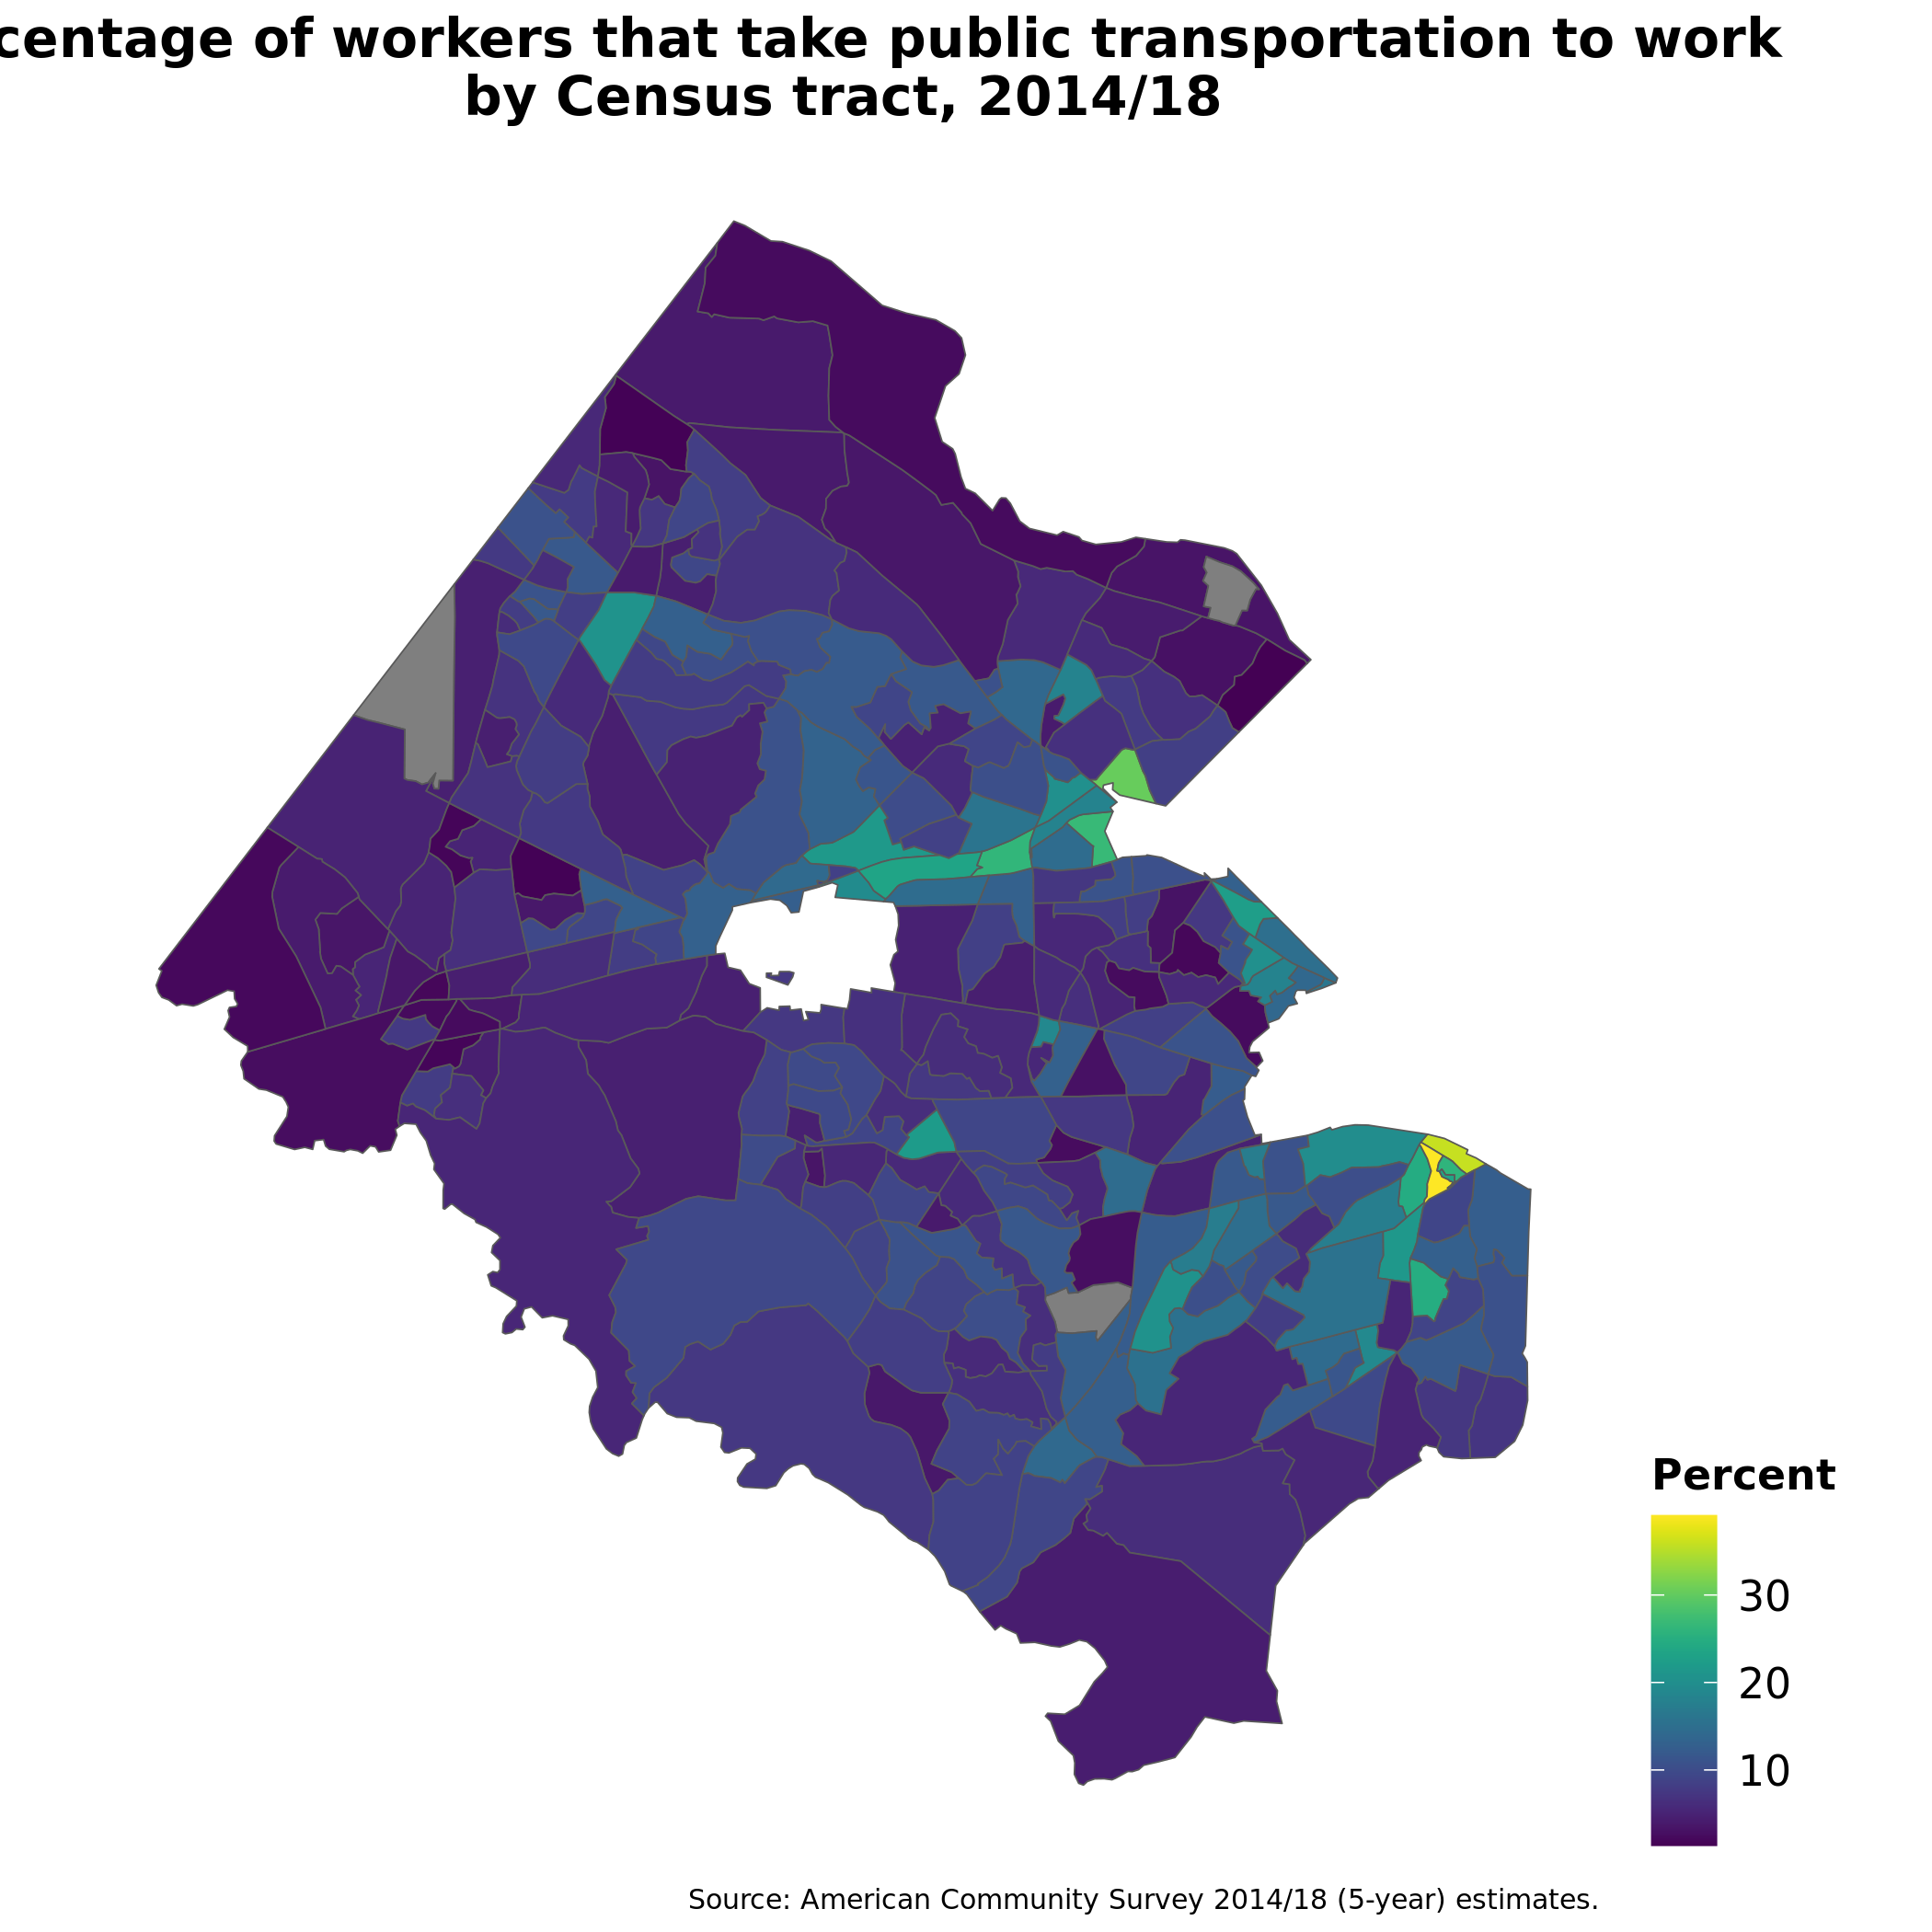 centage of workers that take public transportation to work
by Census tract, 2014/18
Percent
30
20
10
Source: American Community Survey 2014/18 (5-year) estimates.